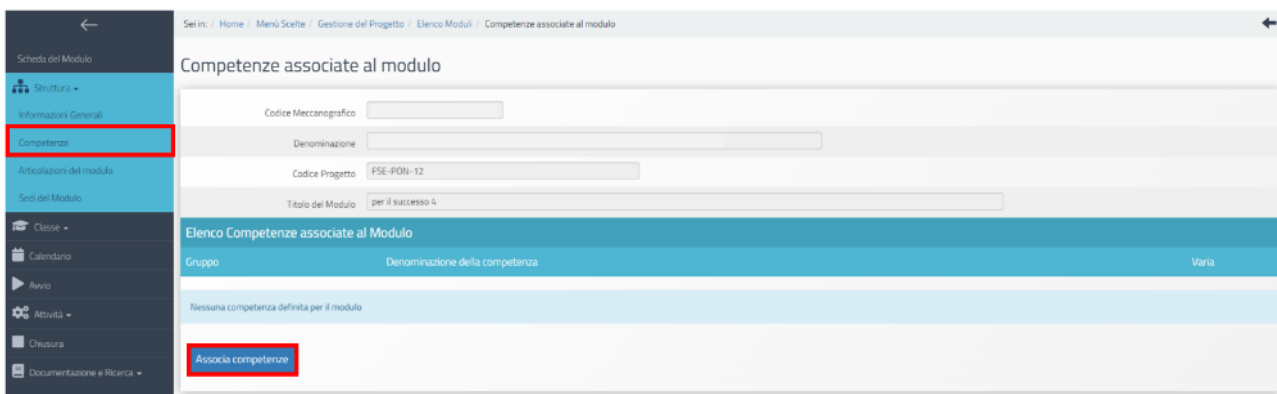 Sei in: / Home / Menù Scelte / Gestione del Progetto / Elenco Moduli / Competenze associate al modulo
Scheda del Modulo
Struttura
Informazioni Generali
Competenze
Articolazioni del modulo
Sedi del Modulo
Classe
Calendario
Avvio
Attività
Chiusura
Documentazione e Ricerca
Competenze associate al modulo
Codice Meccanografico
Denominazione
Codice Progetto FSE-PON-12
Titolo del Modulo per il successo 4
Elenco Competenze associate al Modulo
Gruppo Denominazione della competenza Varia
Nessuna competenza definita per il modulo
Associa competenze